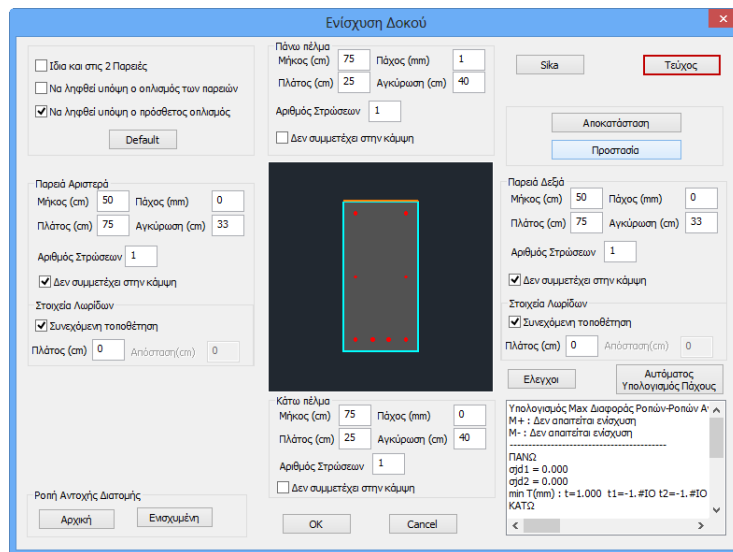 Ενίσχυση Δοκού
Ιδια και στις 2 Παρειές
Να ληφθεί υπόψη ο οπλισμός των παρειών
Να ληφθεί υπόψη ο πρόσθετος οπλισμός
Default
Πάνω πέλμα
Μήκος (cm) 75 Πάχος (mm) 1
Πλάτος (cm) 25 Αγκύρωση (cm) 40
Αριθμός Στρώσεων 1
Δεν συμμετέχει στην κάμψη
Sika Τεύχος
Αποκατάσταση
Προστασία
Παρειά Αριστερά
Μήκος (cm) 50 Πάχος (mm) 0
Πλάτος (cm) 75 Αγκύρωση (cm) 33
Αριθμός Στρώσεων 1
Δεν συμμετέχει στην κάμψη
Στοιχεία Λωρίδων
Συνεχόμενη τοποθέτηση
Πλάτος (cm) 0 Απόσταση(cm) 0
Παρειά Δεξιά
Μήκος (cm) 50 Πάχος (mm) 0
Πλάτος (cm) 75 Αγκύρωση (cm) 33
Αριθμός Στρώσεων 1
Δεν συμμετέχει στην κάμψη
Στοιχεία Λωρίδων
Συνεχόμενη τοποθέτηση
Πλάτος (cm) 0 Απόσταση(cm) 0
Ελεγχοι
Αυτόματος
Υπολογισμός Πάχους
Κάτω πέλμα
Μήκος (cm) 75 Πάχος (mm) 0
Πλάτος (cm) 25 Αγκύρωση (cm) 40
Αριθμός Στρώσεων 1
Δεν συμμετέχει στην κάμψη
Υπολογισμός Max Διαφοράς Ροπών-Ροπών
M+ : Δεν απαιτείται ενίσχυση
M- : Δεν απαιτείται ενίσχυση
----------------------------------------
ΠΑΝΩ
σjd1 = 0.000
σjd2 = 0.000
min T(mm) : t=1.000 t1=-1.#IO t2=-1.#IO
ΚΑΤΩ
Ροπή Αντοχής Διατομής
Αρχική Ενισχυμένη
OK Cancel